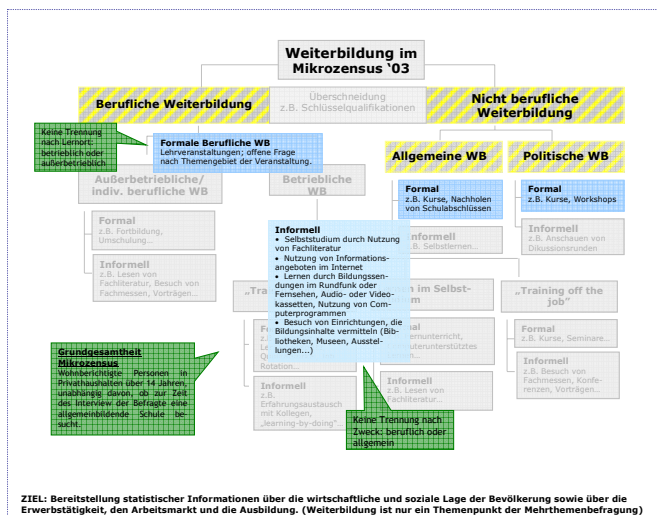 Weiterbildung im
Mikrozensus ‘03
Berufliche Weiterbildung
Überschneidung
z.B. Schlüsselqualifikationen
Nicht berufliche
Weiterbildung
Keine Trennung
nach Lernort:
betrieblich oder
außerbetrieblich
Formale Berufliche WB
Lehrveranstaltungen; offene Frage
nach Themengebiet der Veranstaltung.
Allgemeine WB
Politische WB
Außerbetriebliche/
indiv. berufliche WB
Betriebliche
WB
Formal
z.B. Kurse, Nachholen
von Schulabschlüssen
Formal
z.B. Kurse, Workshops
Formal
z.B. Fortbildung,
Umschulung...
Informell
z.B. Selbstlernen...
Informell
z.B. Anschauen von
Dikussionsrunden
Informell
z.B. Lesen von
Fachliteratur, Besuch von
Fachmessen, Vorträgen...
Informell
• Selbststudium durch Nutzung
von Fachliteratur
• Nutzung von Informations-
angeboten im Internet
• Lernen durch Bildungssen-
dungen im Rundfunk oder
Fernsehen, Audio- oder Video-
kassetten, Nutzung von Com-
puterprogrammen
• Besuch von Einrichtungen, die
Bildungsinhalte vermitteln (Bib-
liotheken, Museen, Ausstel-
lungen...)
im Selbst-
„Training off the
job”
z.B. Kurse, Seminare...
Rotation...
Informell
z.B.
Erfahrungsaustausch
mit Kollegen,
„learning-by-doing”...
Informell
z.B. Lesen von
Fachliteratur...
Informell
z.B. Besuch von
Fachmessen, Konfe-
renzen, Vorträgen...
Grundgesamtheit
Mikrozensus
Wohnberichtigte Personen in
Privathaushalten über 14 Jahren,
unabhängig davon, ob zur Zeit
des Interview der Befragte eine
allgemeinbildende Schule be-
sucht.
Keine Trennung nach
Zweck: beruflich oder
allgemein
ZIEL: Bereitstellung statistischer Informationen über die wirtschaftliche und soziale Lage der Bevölkerung sowie über die
Erwerbstätigkeit, den Arbeitsmarkt und die Ausbildung. (Weiterbildung ist nur ein Themenpunkt der Mehrthemenbefragung)